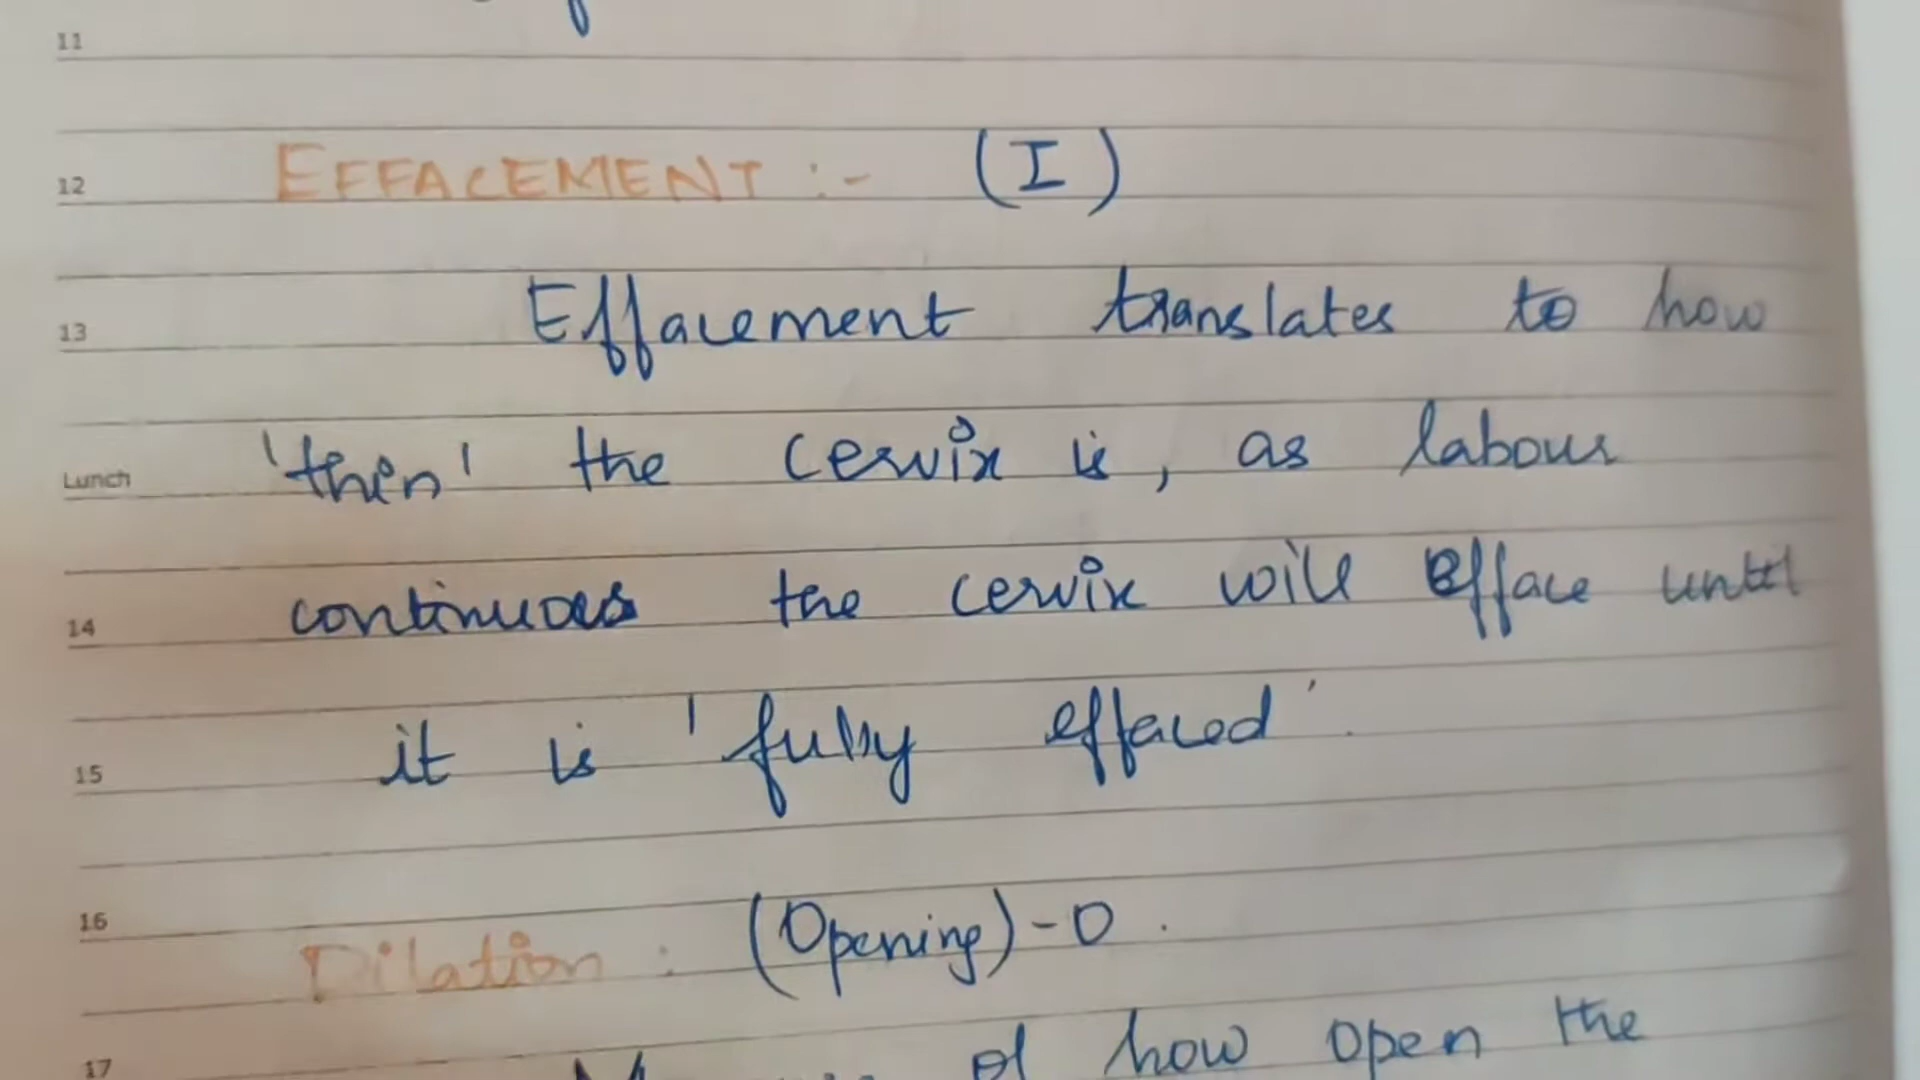 11
12 EFFACEMENT :- (I)
13 Effacement translates to how
Lunch 'thin' the cervix is, as labour
14 continuous the cervix will efface until
15 it is 'fully effaced'.
16 Dilation : (Opening) - O .
17 of how open the